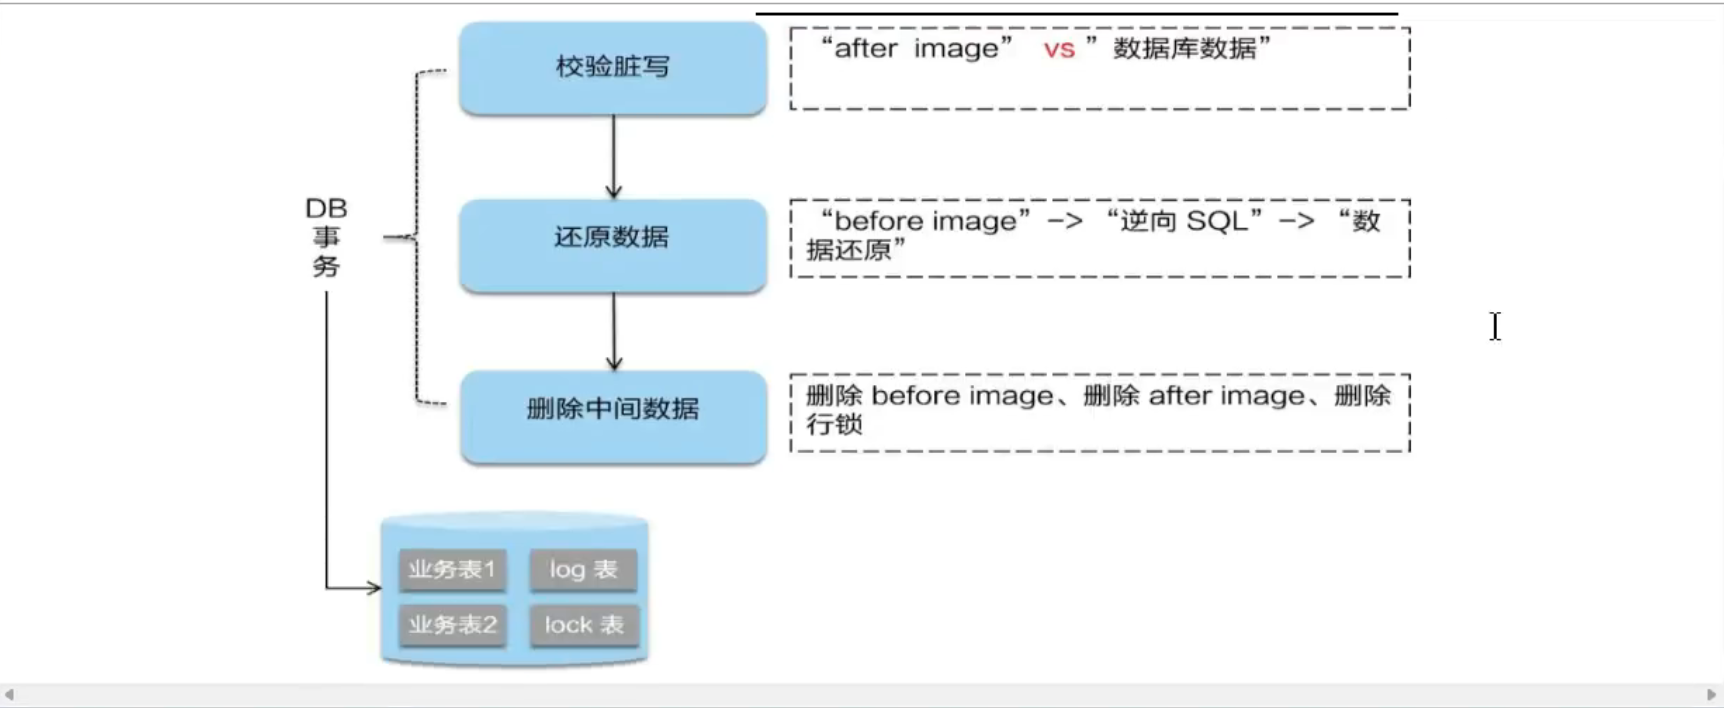 校验脏写
“after image” vs ”数据库数据”
DB
事
务
还原数据
“before image”–> “逆向 SQL”–> “数
据还原”
删除中间数据
删除 before image、删除 after image、删除
行锁
业务表1
log 表
业务表2
lock 表